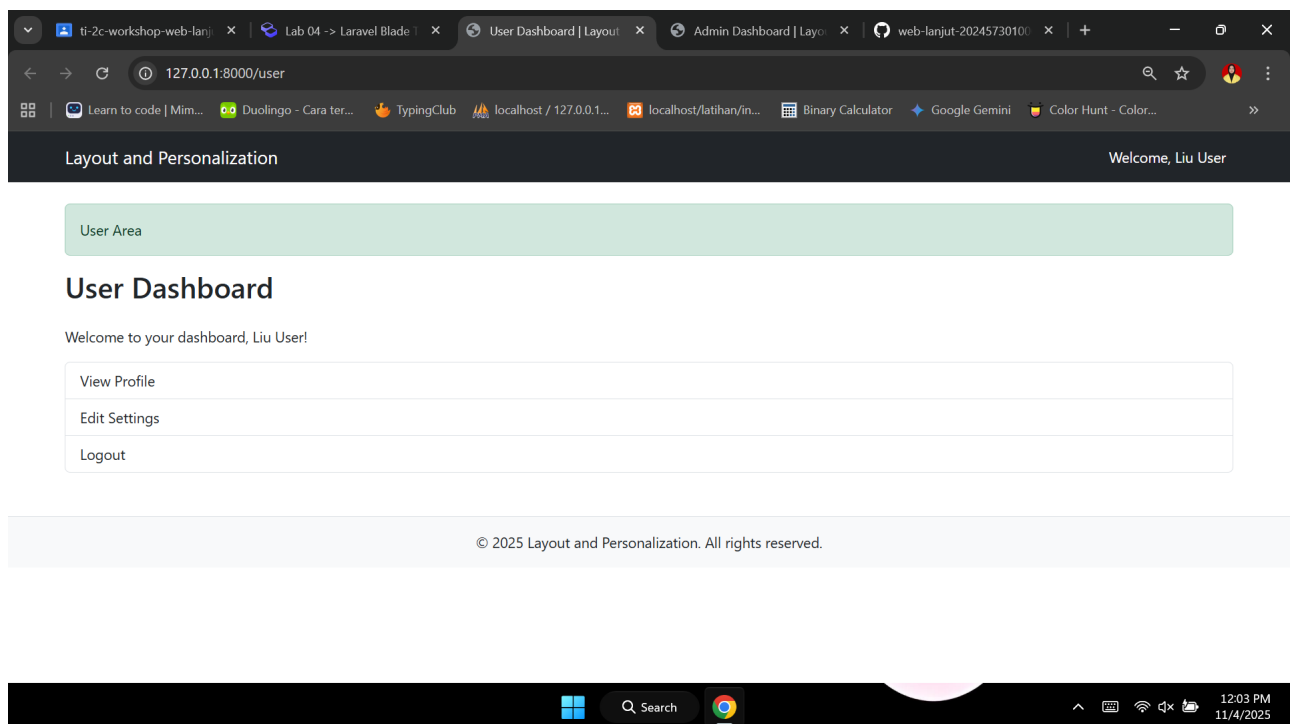 ti-2c-workshop-web-lanj
Lab 04 -> Laravel Blade T
User Dashboard | Layout
Admin Dashboard | Layo
web-lanjut-20245730100
127.0.0.1:8000/user
Learn to code | Mim...
Duolingo - Cara ter...
TypingClub
localhost / 127.0.0.1...
localhost/latihan/in...
Binary Calculator
Google Gemini
Color Hunt - Color...
Layout and Personalization
Welcome, Liu User
User Area
User Dashboard
Welcome to your dashboard, Liu User!
View Profile
Edit Settings
Logout
© 2025 Layout and Personalization. All rights reserved.
Search
12:03 PM
11/4/2025